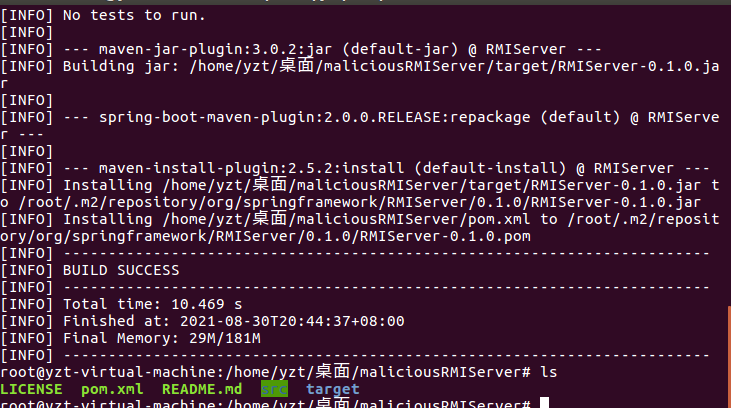 [INFO] No tests to run.
[INFO]
[INFO] --- maven-jar-plugin:3.0.2:jar (default-jar) @ RMIServer ---
[INFO] Building jar: /home/yzt/桌面/maliciousRMIServer/target/RMIServer-0.1.0.ja
r
[INFO]
[INFO] --- spring-boot-maven-plugin:2.0.0.RELEASE:repackage (default) @ RMIServe
r ---
[INFO]
[INFO] --- maven-install-plugin:2.5.2:install (default-install) @ RMIServer ---
[INFO] Installing /home/yzt/桌面/maliciousRMIServer/target/RMIServer-0.1.0.jar t
o /root/.m2/repository/org/springframework/RMIServer/0.1.0/RMIServer-0.1.0.jar
[INFO] Installing /home/yzt/桌面/maliciousRMIServer/pom.xml to /root/.m2/reposit
ory/org/springframework/RMIServer/0.1.0/RMIServer-0.1.0.pom
[INFO] ------------------------------------------------------------------------
[INFO] BUILD SUCCESS
[INFO] ------------------------------------------------------------------------
[INFO] Total time: 10.469 s
[INFO] Finished at: 2021-08-30T20:44:37+08:00
[INFO] Final Memory: 29M/181M
[INFO] ------------------------------------------------------------------------
root@yzt-virtual-machine:/home/yzt/桌面/maliciousRMIServer# ls
LICENSE pom.xml README.md src target
root@yzt-virtual-machine:/home/yzt/桌面/maliciousRMIServer#